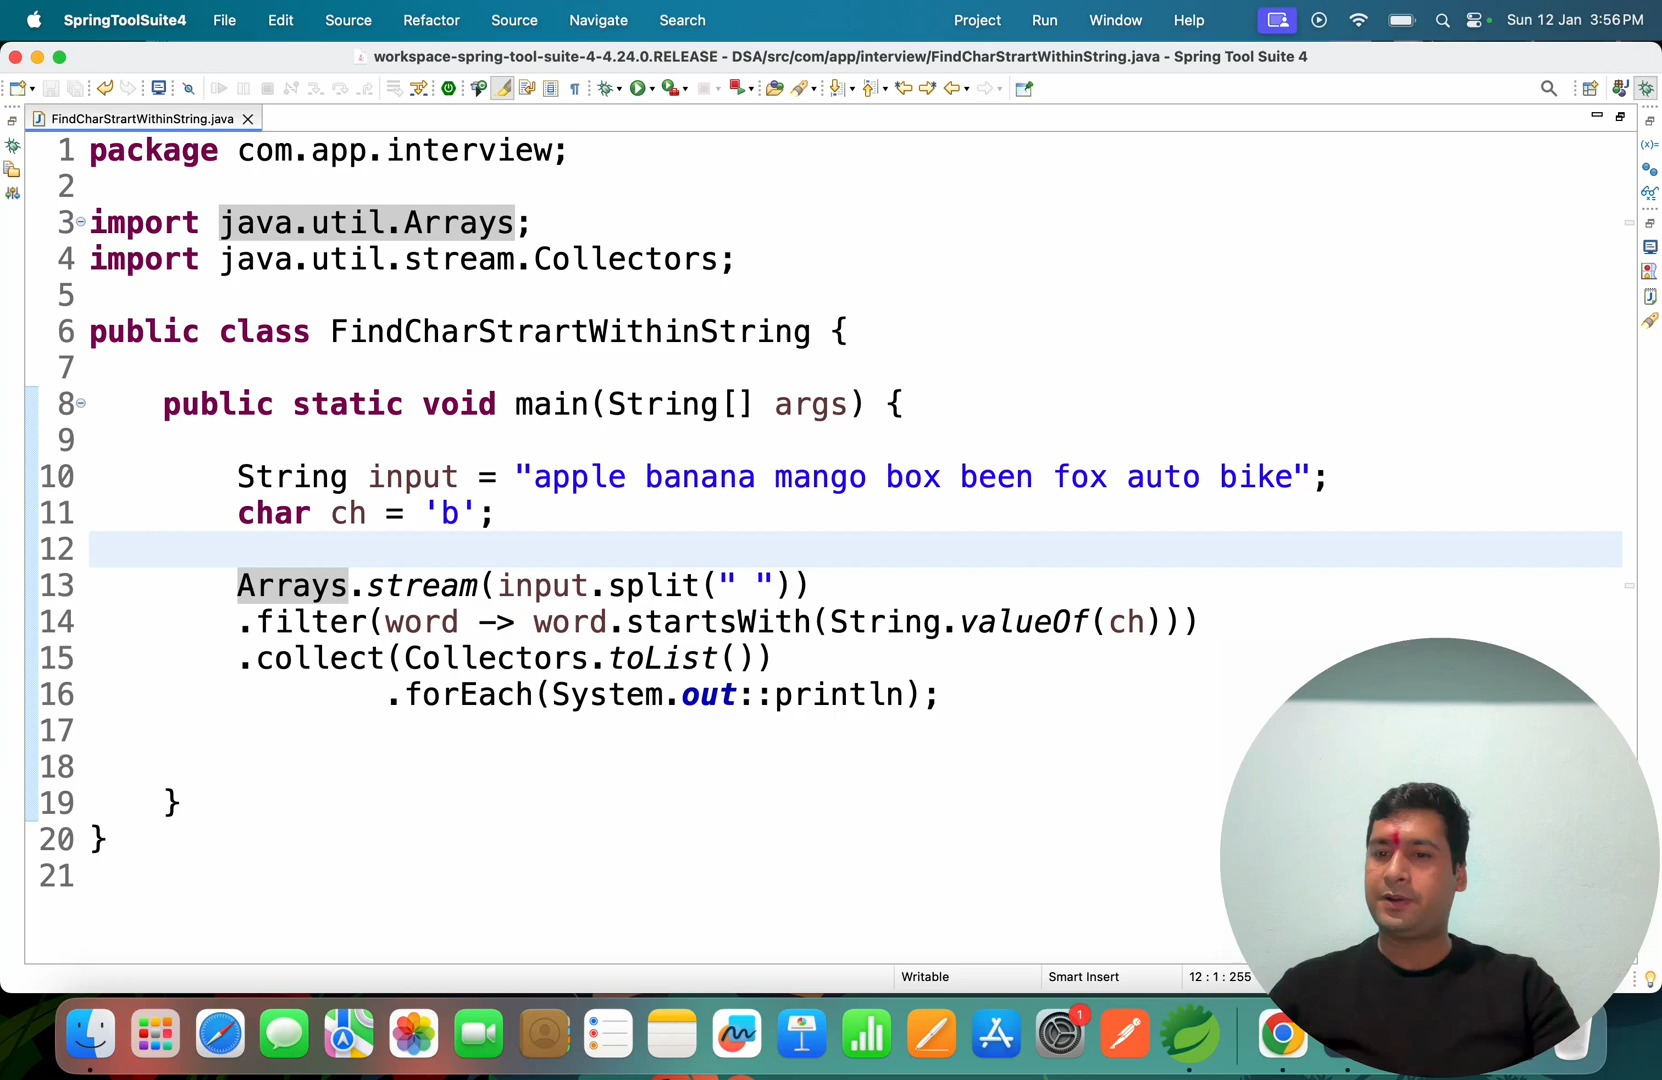 SpringToolSuite4 File Edit Source Refactor Source Navigate Search Project Run Window Help Sun 12 Jan 3:56 PM
workspace-spring-tool-suite-4-4.24.0.RELEASE - DSA/src/com/app/interview/FindCharStrartWithinString.java - Spring Tool Suite 4
FindCharStrartWithinString.java
1 package com.app.interview;
2
3 import java.util.Arrays;
4 import java.util.stream.Collectors;
5
6 public class FindCharStrartWithinString {
7
8 public static void main(String[] args) {
9
10 String input = "apple banana mango box been fox auto bike";
11 char ch = 'b';
12
13 Arrays.stream(input.split(" "))
14 .filter(word -> word.startsWith(String.valueOf(ch)))
15 .collect(Collectors.toList())
16 .forEach(System.out::println);
17
18
19 }
20 }
21
Writable Smart Insert 12 : 1 : 255
1